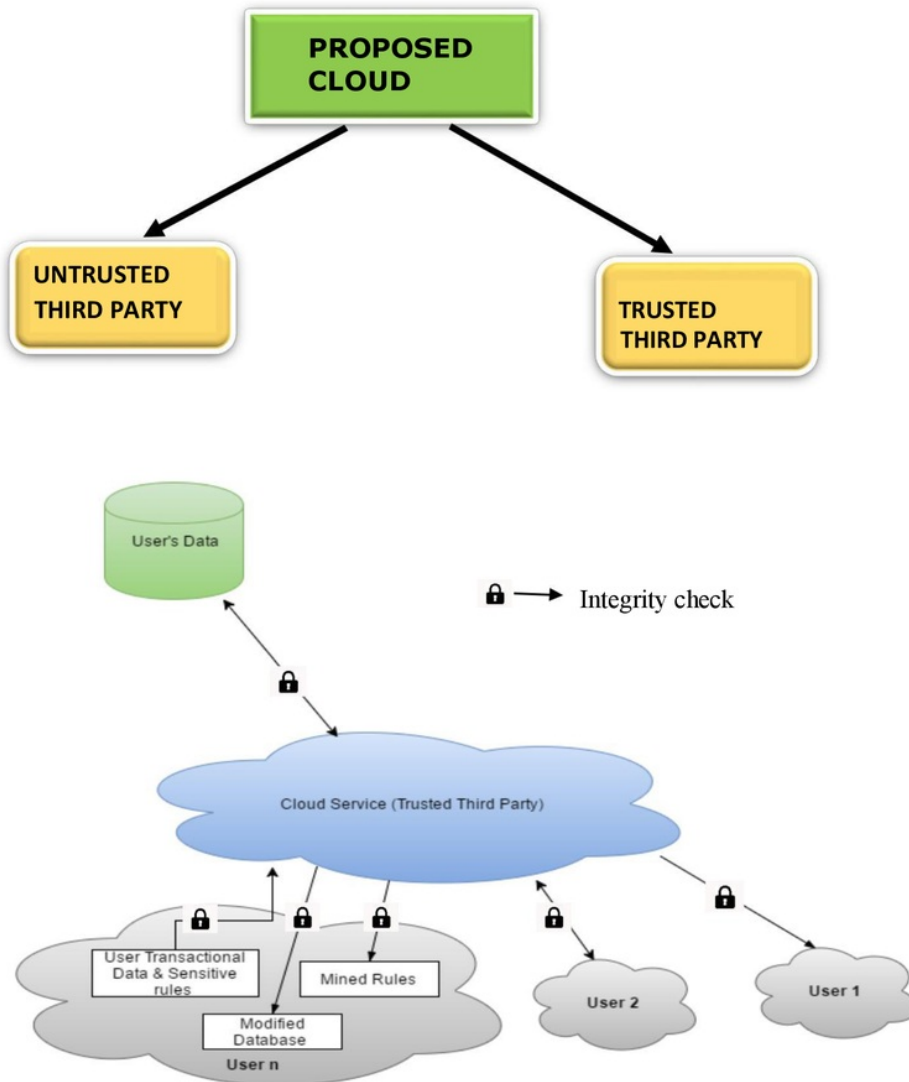 PROPOSED
CLOUD
UNTRUSTED
THIRD PARTY
TRUSTED
THIRD PARTY
User's Data
Integrity check
Cloud Service (Trusted Third Party)
User Transactional
Data & Sensitive
rules
Mined Rules
Modified
Database
User n
User 2
User 1